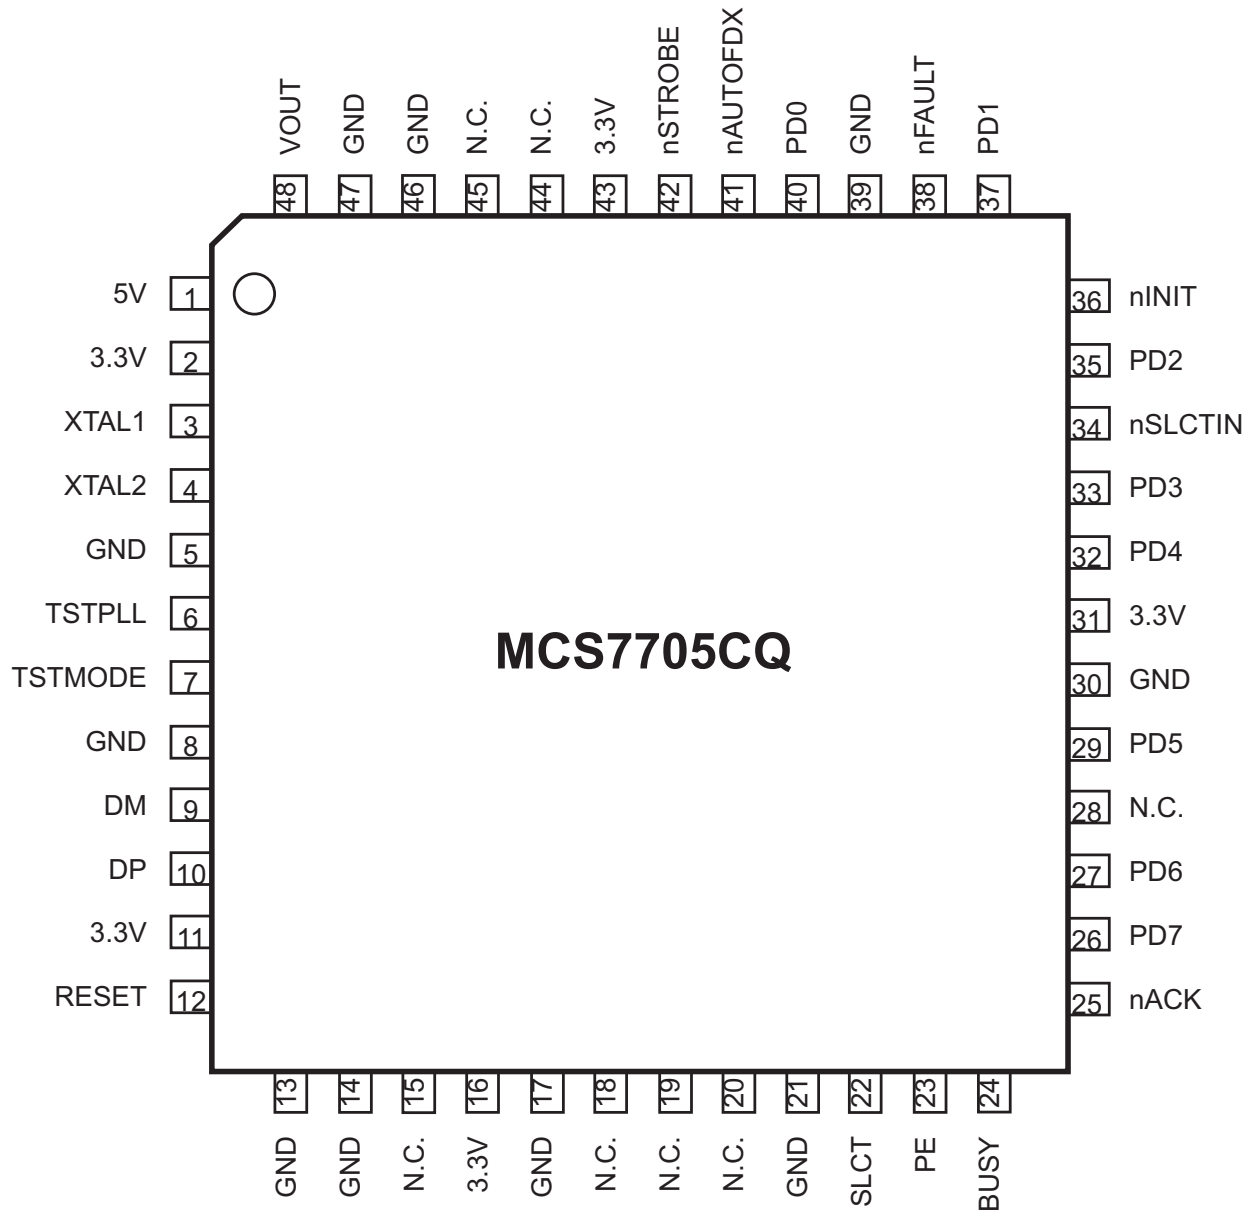 VOUT
GND
GND
N.C.
N.C.
3.3V
nSTROBE
nAUTOFDX
PD0
GND
nFAULT
PD1
48
47
46
45
44
43
42
41
40
39
38
37
5V 1
3.3V 2
XTAL1 3
XTAL2 4
GND 5
TSTPLL 6
TSTMODE 7
GND 8
DM 9
DP 10
3.3V 11
RESET 12
MCS7705CQ
36 nINIT
35 PD2
34 nSLCTIN
33 PD3
32 PD4
31 3.3V
30 GND
29 PD5
28 N.C.
27 PD6
26 PD7
25 nACK
13
14
15
16
17
18
19
20
21
22
23
24
GND
GND
N.C.
3.3V
GND
N.C.
N.C.
N.C.
GND
SLCT
PE
BUSY